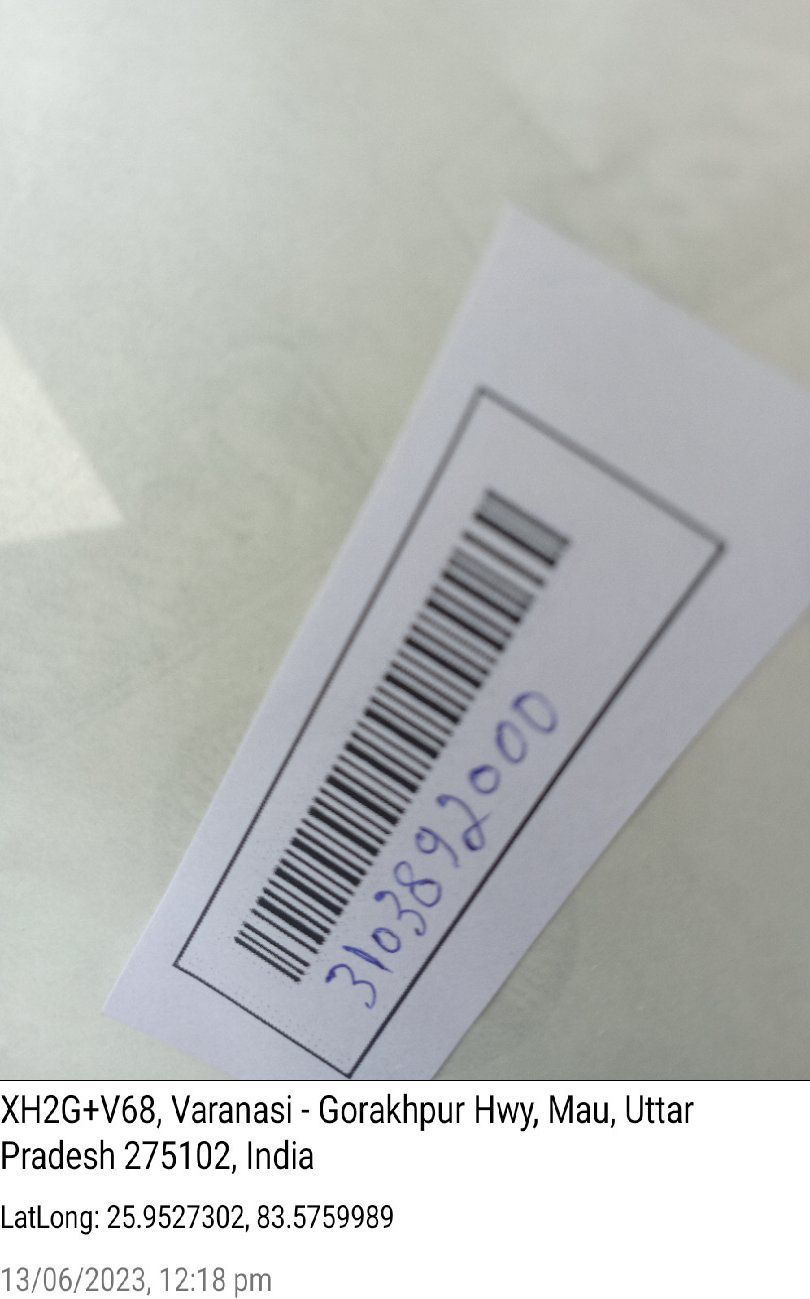 3103892000
XH2G+V68, Varanasi - Gorakhpur Hwy, Mau, Uttar
Pradesh 275102, India
LatLong: 25.9527302, 83.5759989
13/06/2023, 12:18 pm